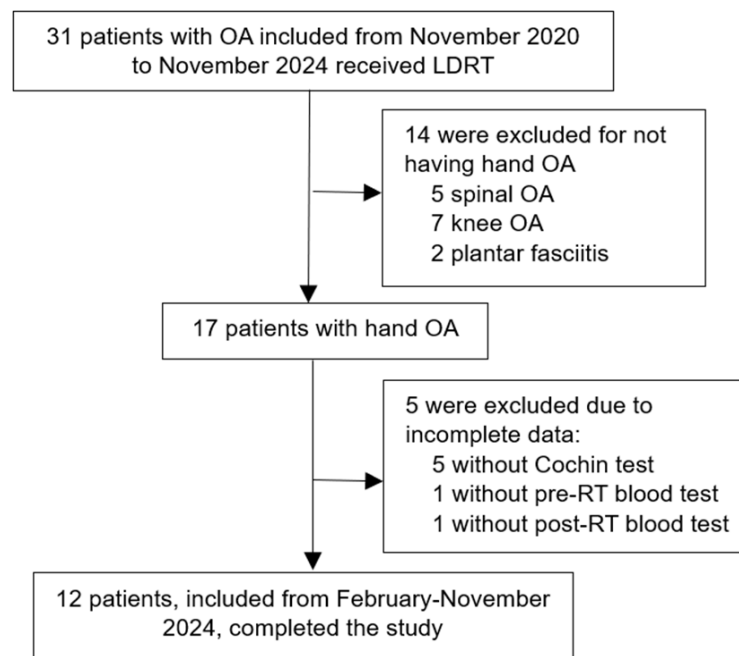 31 patients with OA included from November 2020
to November 2024 received LDRT
14 were excluded for not
having hand OA
5 spinal OA
7 knee OA
2 plantar fasciitis
17 patients with hand OA
5 were excluded due to
incomplete data:
5 without Cochin test
1 without pre-RT blood test
1 without post-RT blood test
12 patients, included from February-November
2024, completed the study